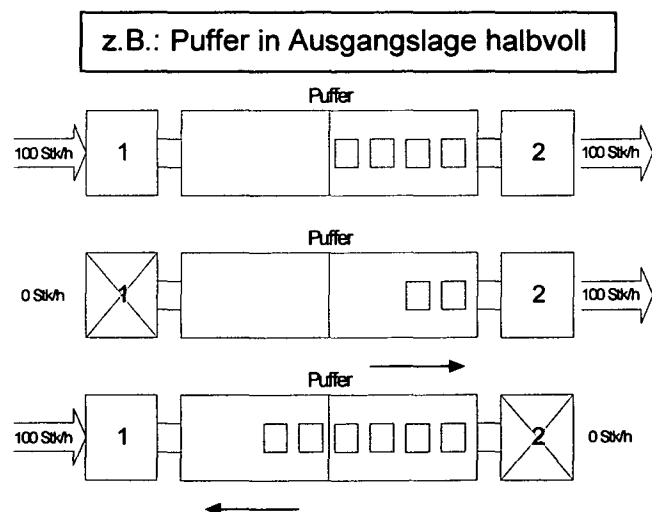 z.B.: Puffer in Ausgangslage halbvoll
Puffer
100 Stk/h 1 2 100 Stk/h
Puffer
0 Stk/h 1 2 100 Stk/h
Puffer
100 Stk/h 1 2 0 Stk/h